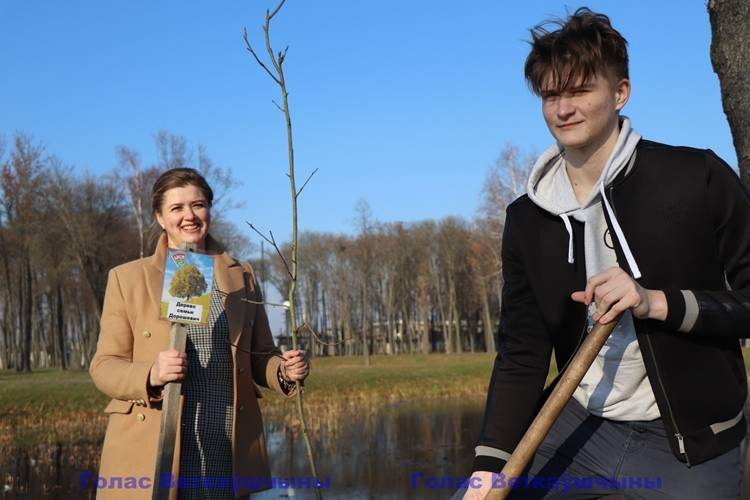 Дерево
семьи
Дорошевич
Голас Веткаўшчыны Голас Веткаўшчыны